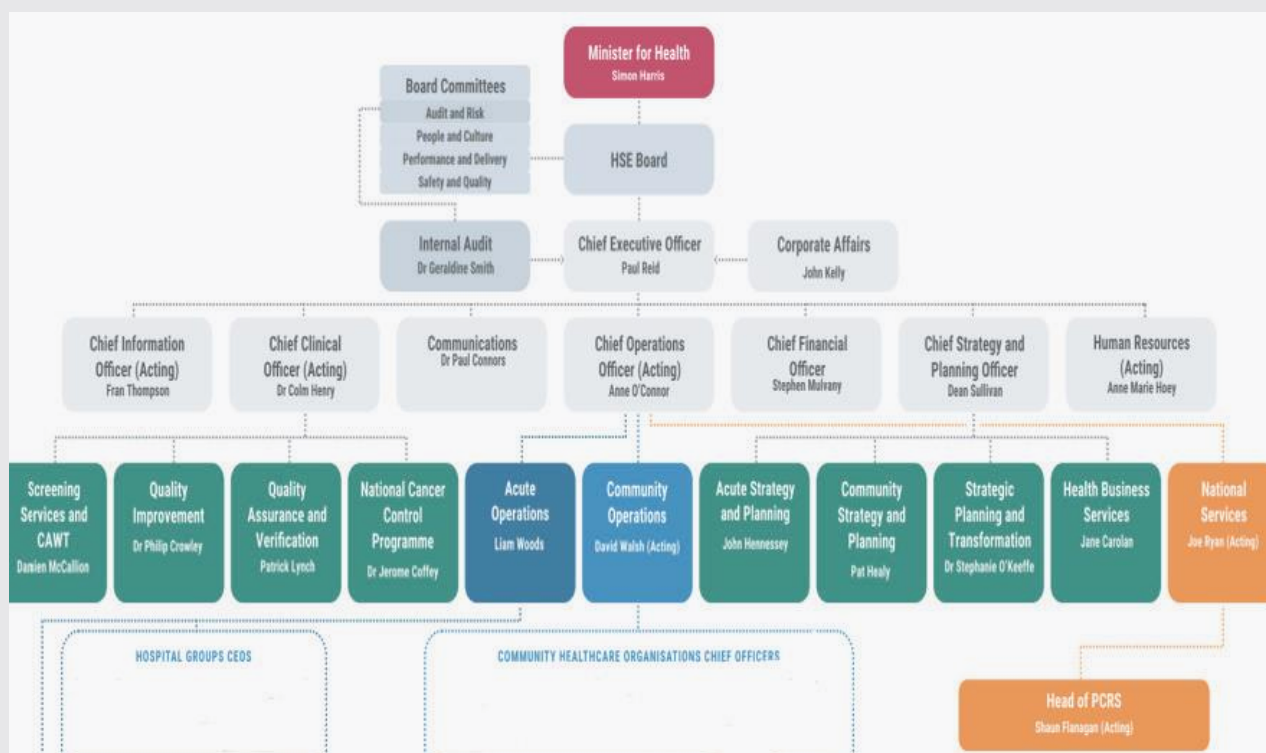 Minister for Health
Simon Harris
Board Committees
Audit and Risk
People and Culture
Performance and Delivery
Safety and Quality
HSE Board
Internal Audit
Dr Geraldine Smith
Chief Executive Officer
Paul Reid
Corporate Affairs
John Kelly
Chief Information
Officer (Acting)
Fran Thompson
Chief Clinical
Officer (Acting)
Dr Colm Henry
Communications
Dr Paul Connors
Chief Operations
Officer (Acting)
Anne O'Connor
Chief Financial
Officer
Stephen Mulvany
Chief Strategy and
Planning Officer
Dean Sullivan
Human Resources
(Acting)
Anne Marie Hoey
Screening
Services and
CAWT
Damien McCallion
Quality
Improvement
Dr Philip Crowley
Quality
Assurance and
Verification
Patrick Lynch
National Cancer
Control
Programme
Dr Jerome Coffey
Acute
Operations
Liam Woods
Community
Operations
David Walsh (Acting)
Acute Strategy
and Planning
John Hennessey
Community
Strategy and
Planning
Pat Healy
Strategic
Planning and
Transformation
Dr Stephanie O'Keeffe
Health Business
Services
Jane Carolan
National
Services
Joe Ryan (Acting)
HOSPITAL GROUPS CEOS
COMMUNITY HEALTHCARE ORGANISATIONS CHIEF OFFICERS
Head of PCRS
Shaun Flanagan (Acting)